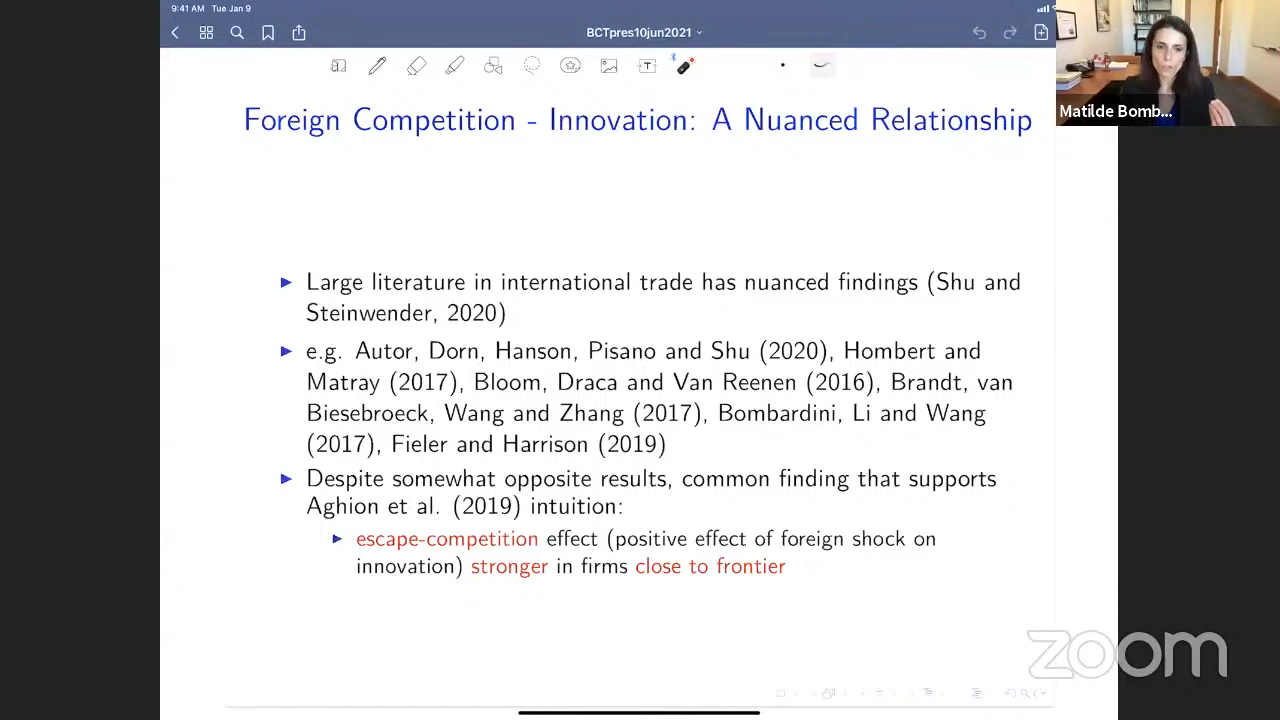 9:41 AM Tue Jan 9
BCTpres10jun2021
Matilde Bomb...
Foreign Competition - Innovation: A Nuanced Relationship
Large literature in international trade has nuanced findings (Shu and
Steinwender, 2020)
e.g. Autor, Dorn, Hanson, Pisano and Shu (2020), Hombert and
Matray (2017), Bloom, Draca and Van Reenen (2016), Brandt, van
Biesebroeck, Wang and Zhang (2017), Bombardini, Li and Wang
(2017), Fieler and Harrison (2019)
Despite somewhat opposite results, common finding that supports
Aghion et al. (2019) intuition:
escape-competition effect (positive effect of foreign shock on
innovation) stronger in firms close to frontier
zoom